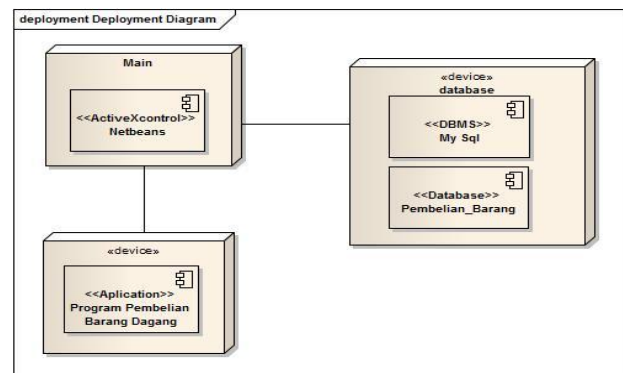 deployment Deployment Diagram
Main
<<ActiveXcontrol>>
Netbeans
«device»
database
<<DBMS>>
My Sql
<<Database>>
Pembelian_Barang
«device»
<<Aplication>>
Program Pembelian
Barang Dagang